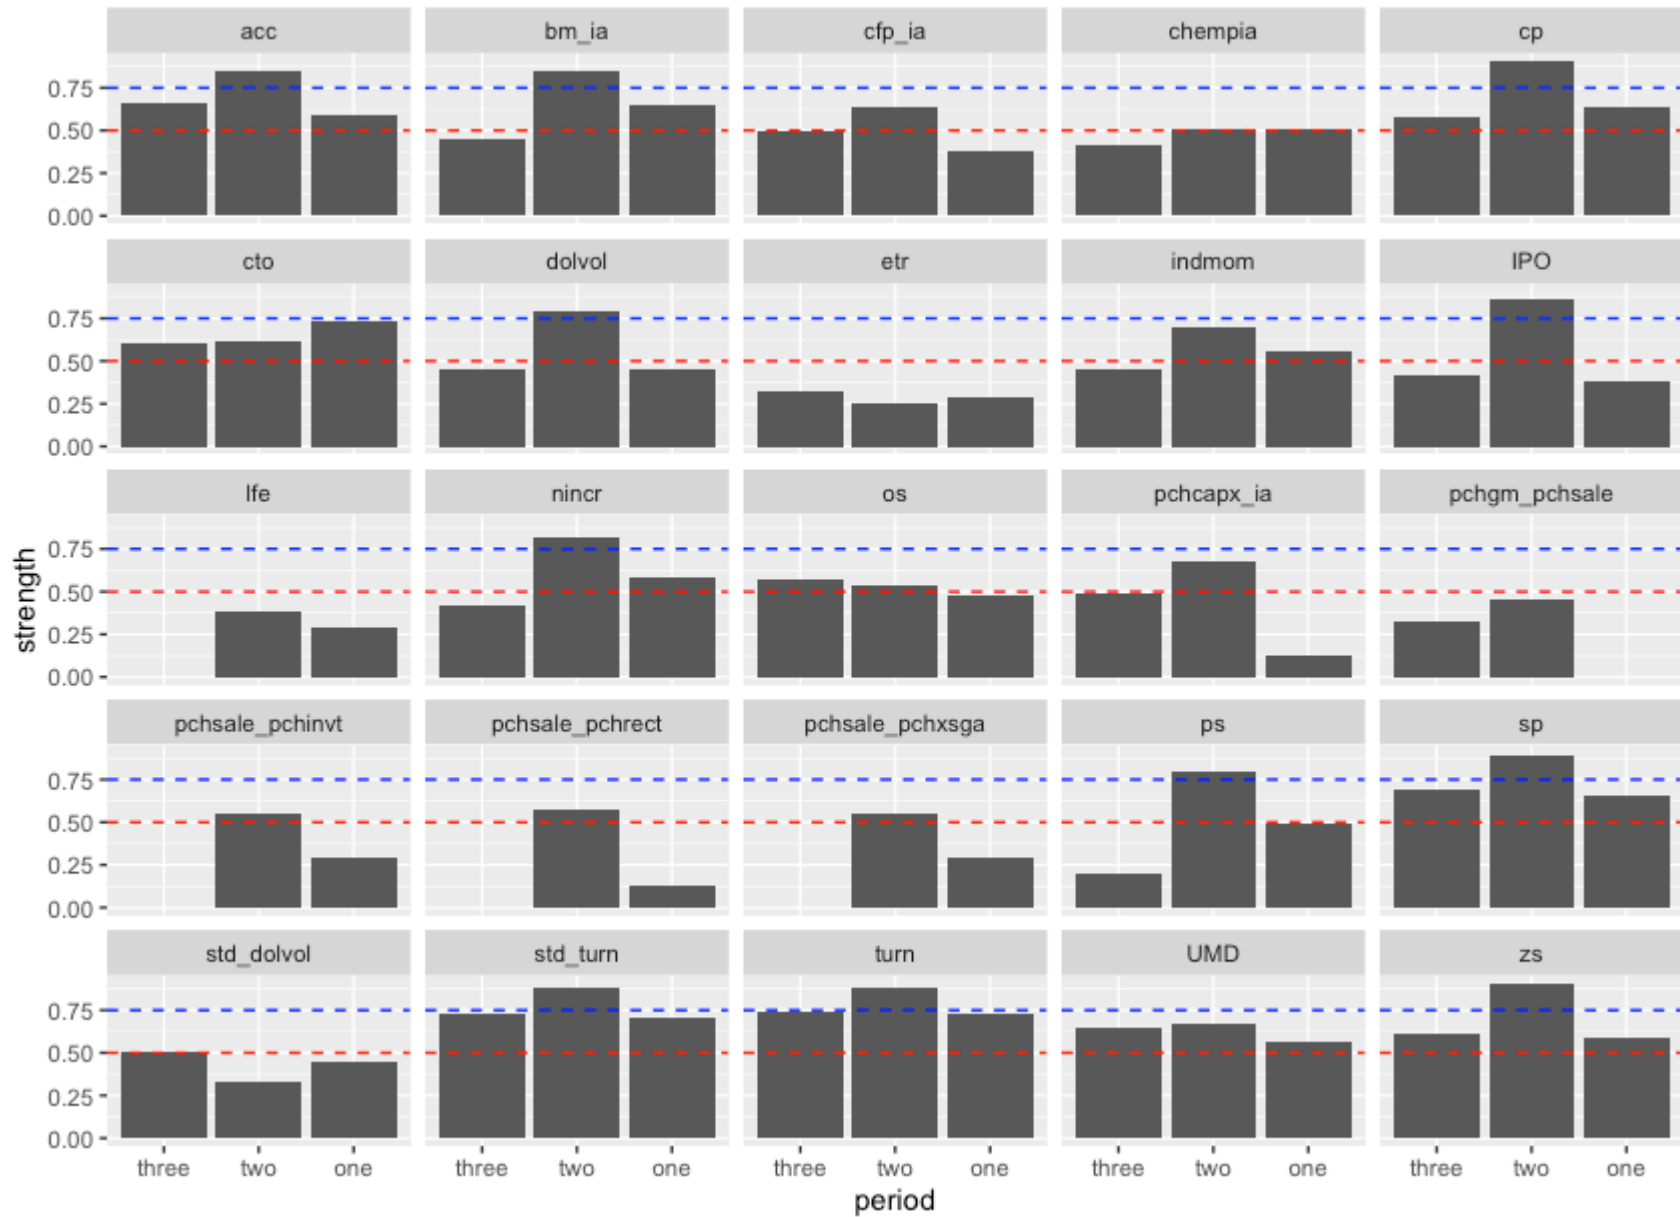 acc bm_ia cfp_ia chempia cp
0.75
0.50
0.25
0.00
cto dolvol etr indmom IPO
0.75
0.50
0.25
0.00
lfe nincr os pchcapx_ia pchgm_pchsale
0.75
0.50
0.25
0.00
strength
pchsale_pchinvt pchsale_pchrect pchsale_pchxsga ps sp
0.75
0.50
0.25
0.00
std_dolvol std_turn turn UMD zs
0.75
0.50
0.25
0.00
three two one three two one three two one three two one three two one
period